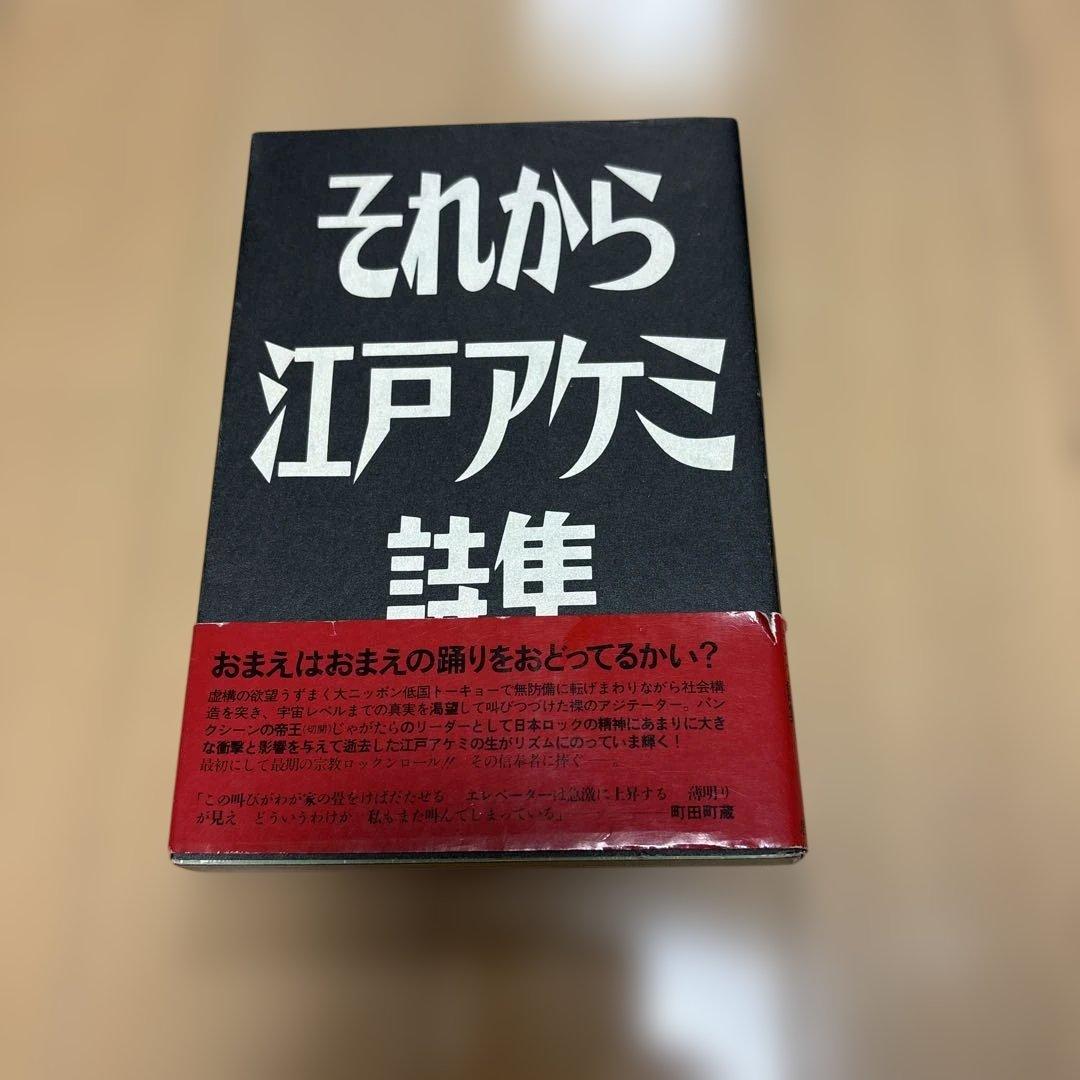 それから
江戸アケミ
詩集
おまえはおまえの踊りをおどってるかい?
虚構の欲望うずまく大ニッポン低国トーキョーで無防備に転げまわりながら社会構
造を突き、宇宙レベルまでの真実を渇望して叫びつづけた裸のアジテーター。パン
クシーンの帝王(切腹)じゃがたらのリーダーとして日本ロックの精神にあまりに大き
な衝撃と影響を与えて逝去した江戸アケミの生がリズムにのっていま輝く!
最初にして最期の宗教ロックンロール!! その信奉者に捧ぐ——。
「この叫びがわが家の畳をけばだたせる エレベーターは急激に上昇する 薄明り
が見え どういうわけか 私もまた叫んでしまっている」——町田町蔵